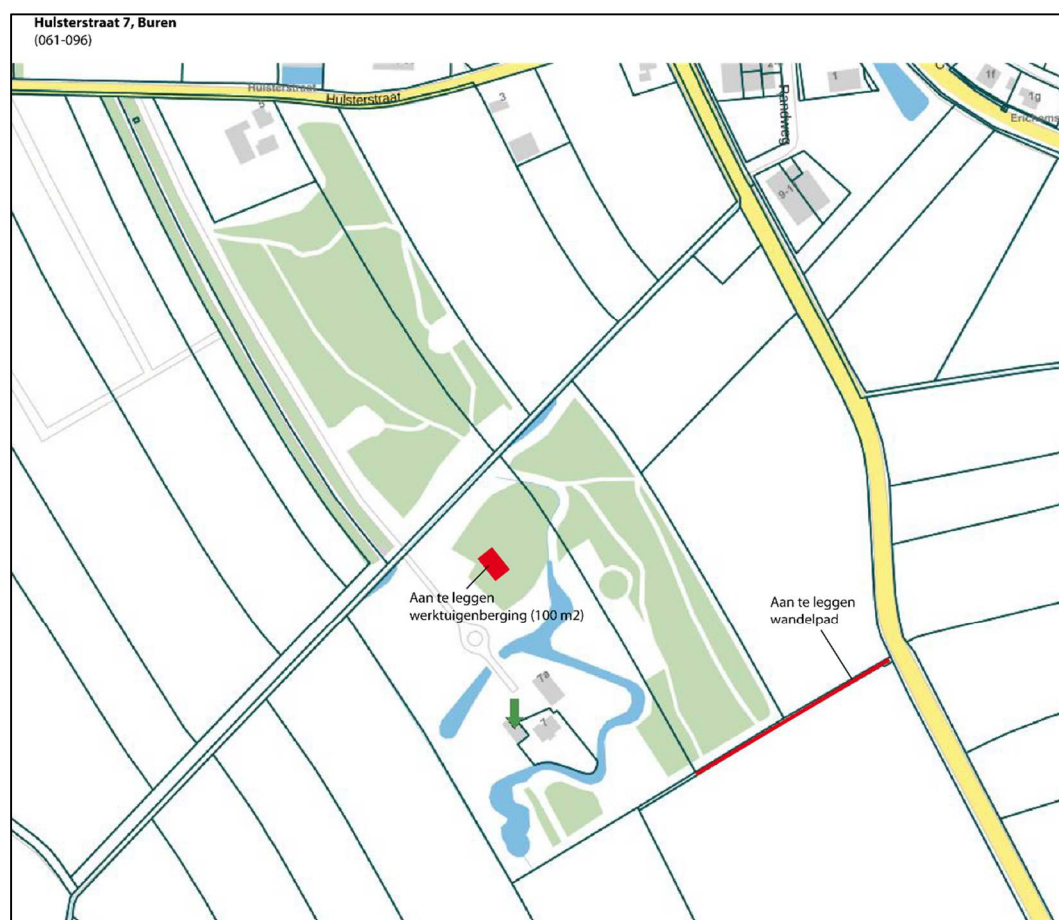 Hulsterstraat 7, Buren
(061-096)
Hulsterstraat
Hulsterstraat
5
3
Randweg
1
1f
1g
9-1
Aan te leggen
werktuigenberging (100 m2)
Aan te leggen
wandelpad
7a
7